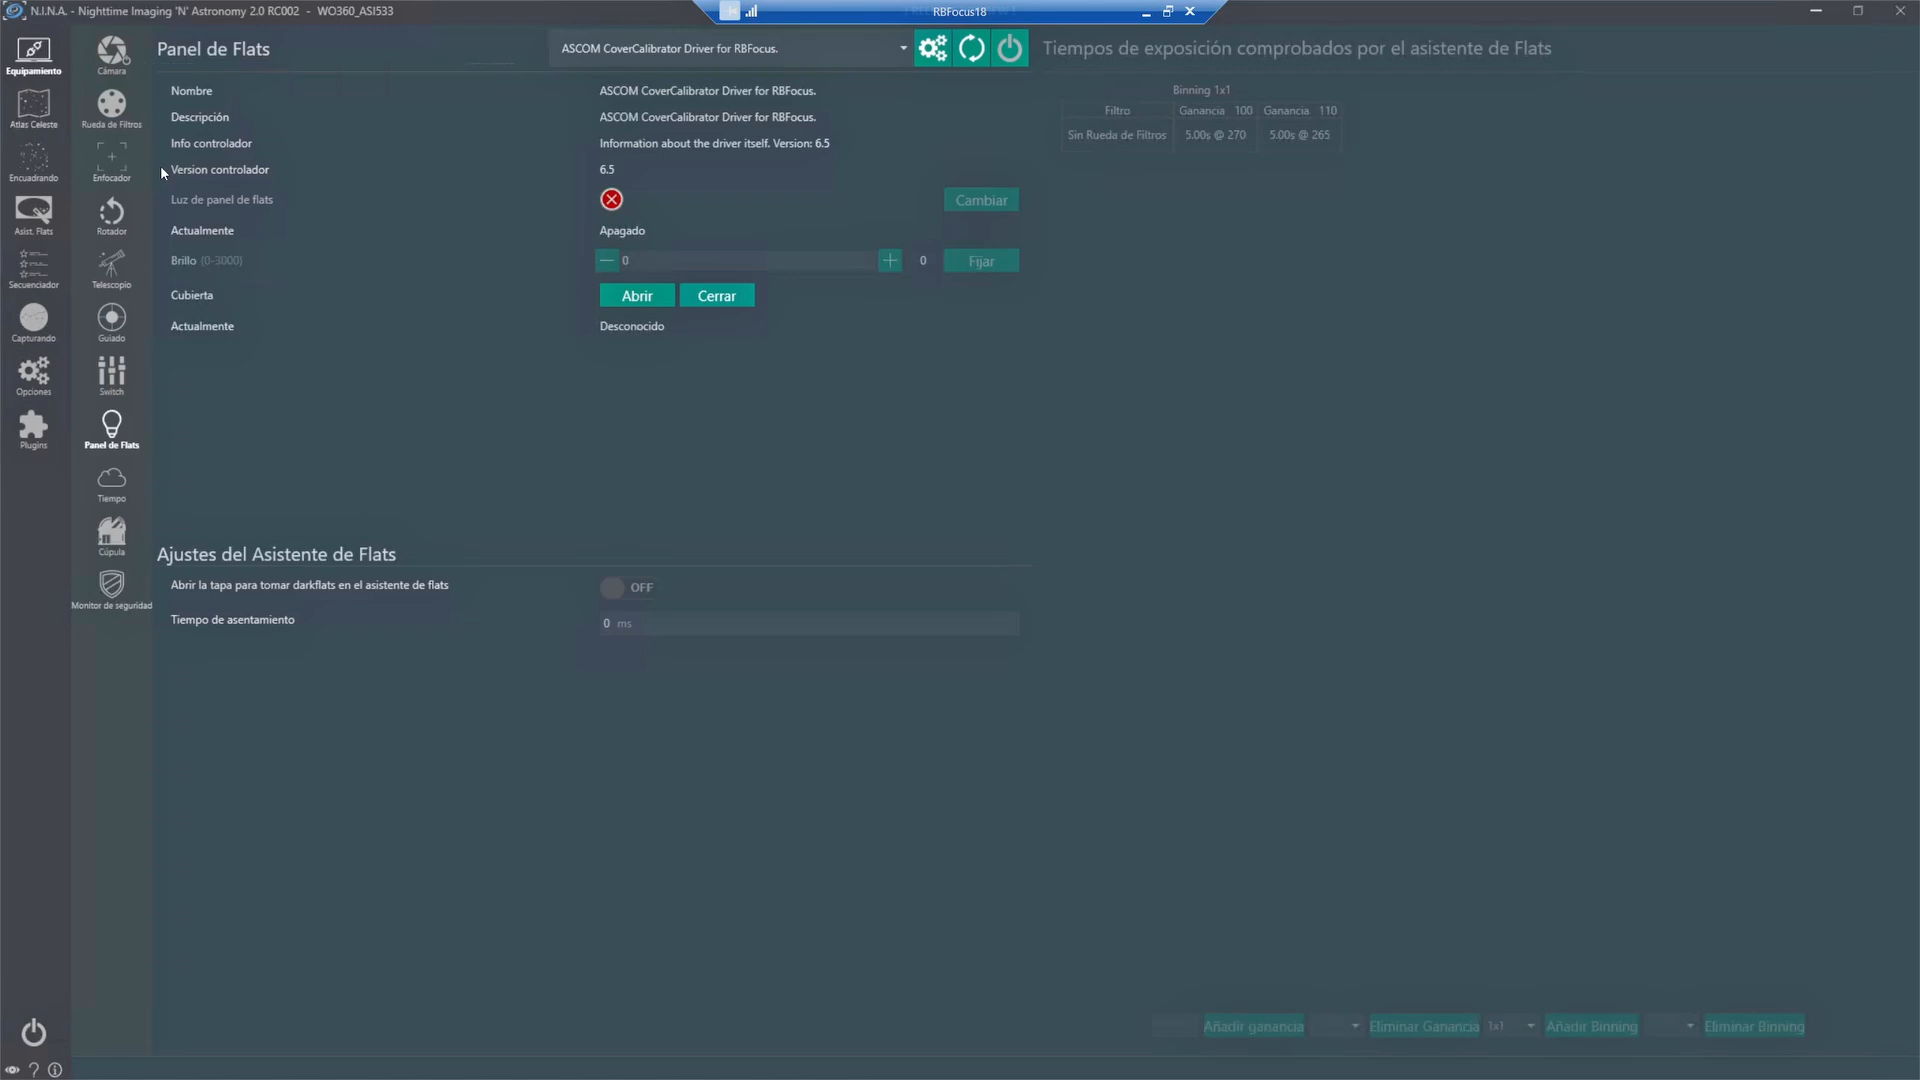 N.I.N.A. - Nighttime Imaging 'N' Astronomy 2.0 RC002 - WO360_ASI533
RBFocus18
Equipamiento
Atlas Celeste
Encuadrando
Asist. Flats
Secuenciador
Capturando
Opciones
Plugins
Cámara
Rueda de Filtros
Enfocador
Rotador
Telescopio
Guiado
Switch
Panel de Flats
Tiempo
Cúpula
Monitor de seguridad
Panel de Flats
ASCOM CoverCalibrator Driver for RBFocus.
Nombre ASCOM CoverCalibrator Driver for RBFocus.
Descripción ASCOM CoverCalibrator Driver for RBFocus.
Info controlador Information about the driver itself. Version: 6.5
Version controlador 6.5
Luz de panel de flats Cambiar
Actualmente Apagado
Brillo (0-3000) 0 0 Fijar
Cubierta Abrir Cerrar
Actualmente Desconocido
Ajustes del Asistente de Flats
Abrir la tapa para tomar darkflats en el asistente de flats OFF
Tiempo de asentamiento 0 ms
Tiempos de exposición comprobados por el asistente de Flats
Binning 1x1
Filtro Ganancia 100 Ganancia 110
Sin Rueda de Filtros 5.00s @ 270 5.00s @ 265
Añadir ganancia Eliminar Ganancia 1x1 Añadir Binning Eliminar Binning